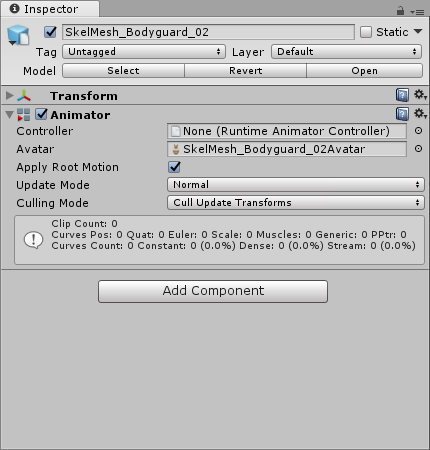 Inspector
SkelMesh_Bodyguard_02 Static
Tag Untagged Layer Default
Model Select Revert Open
Transform
Animator
Controller None (Runtime Animator Controller)
Avatar SkelMesh_Bodyguard_02Avatar
Apply Root Motion
Update Mode Normal
Culling Mode Cull Update Transforms
Clip Count: 0
Curves Pos: 0 Quat: 0 Euler: 0 Scale: 0 Muscles: 0 Generic: 0 PPtr: 0
Curves Count: 0 Constant: 0 (0.0%) Dense: 0 (0.0%) Stream: 0 (0.0%)
Add Component